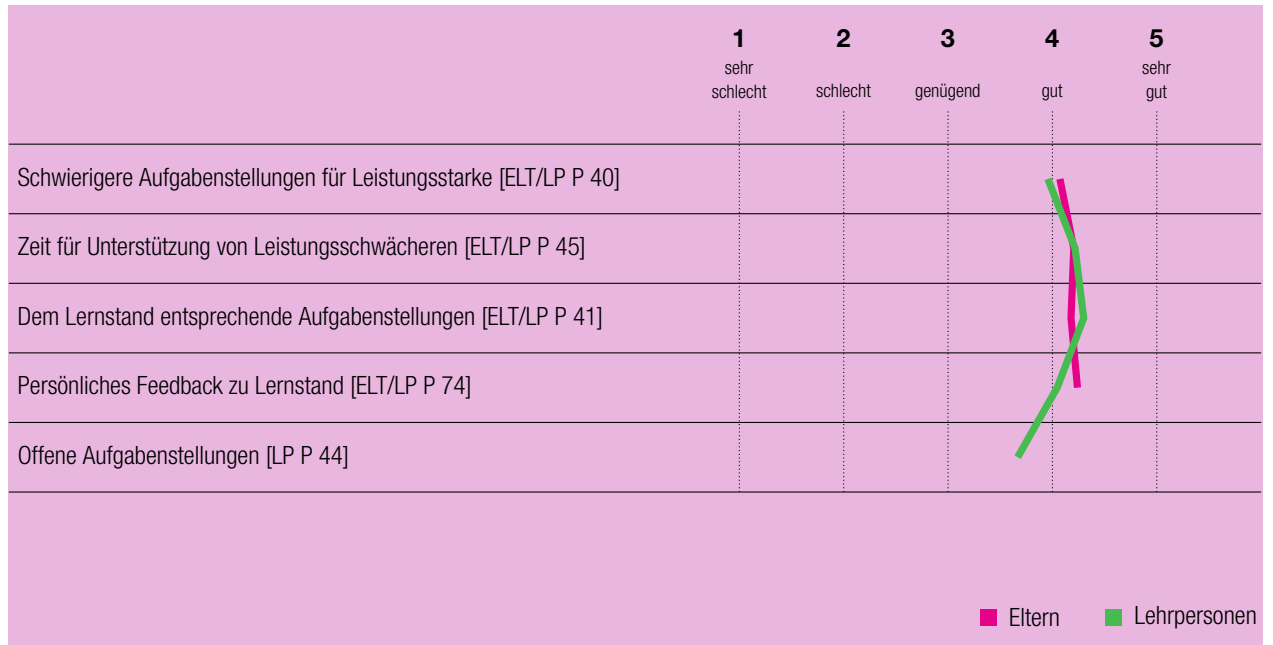 1 2 3 4 5
sehr schlecht schlecht genügend gut sehr gut
Schwierigere Aufgabenstellungen für Leistungsstarke [ELT/LP P 40]
Zeit für Unterstützung von Leistungsschwächeren [ELT/LP P 45]
Dem Lernstand entsprechende Aufgabenstellungen [ELT/LP P 41]
Persönliches Feedback zu Lernstand [ELT/LP P 74]
Offene Aufgabenstellungen [LP P 44]
Eltern Lehrpersonen